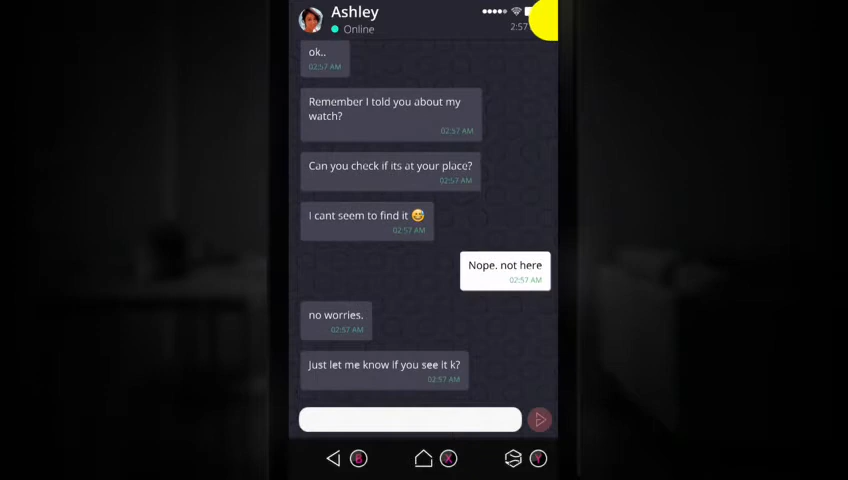 Ashley
Online
2:57
ok..
02:57 AM
Remember I told you about my
watch?
02:57 AM
Can you check if its at your place?
02:57 AM
I cant seem to find it 😅
02:57 AM
Nope. not here
02:57 AM
no worries.
02:57 AM
Just let me know if you see it k?
02:57 AM
B X Y